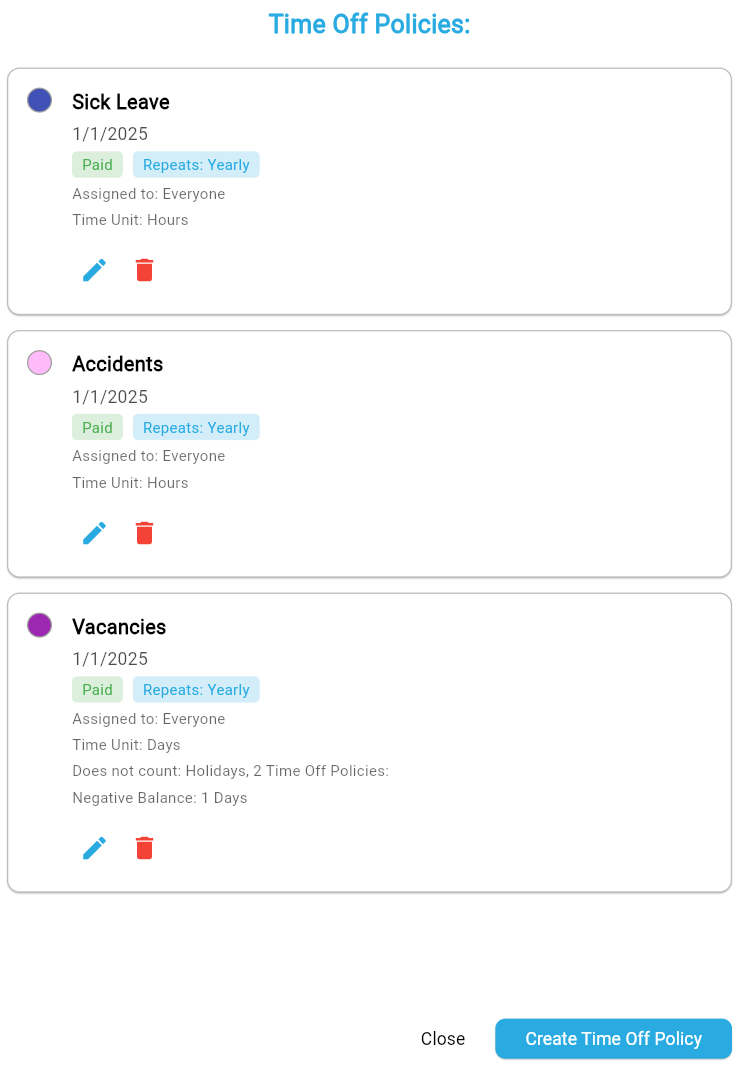 Time Off Policies:
Sick Leave
1/1/2025
Paid Repeats: Yearly
Assigned to: Everyone
Time Unit: Hours
Accidents
1/1/2025
Paid Repeats: Yearly
Assigned to: Everyone
Time Unit: Hours
Vacancies
1/1/2025
Paid Repeats: Yearly
Assigned to: Everyone
Time Unit: Days
Does not count: Holidays, 2 Time Off Policies:
Negative Balance: 1 Days
Close Create Time Off Policy